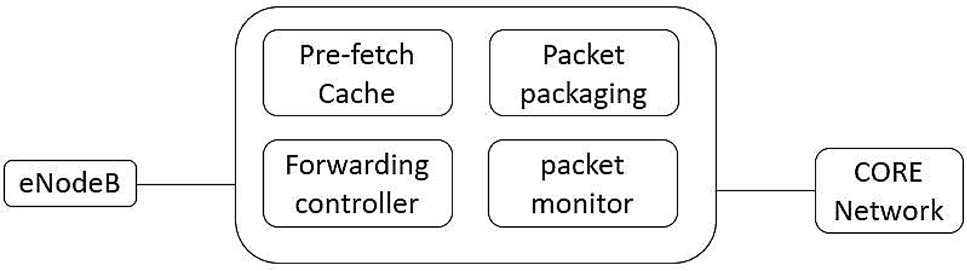 Pre-fetch
Cache
Packet
packaging
Forwarding
controller
packet
monitor
eNodeB
CORE
Network